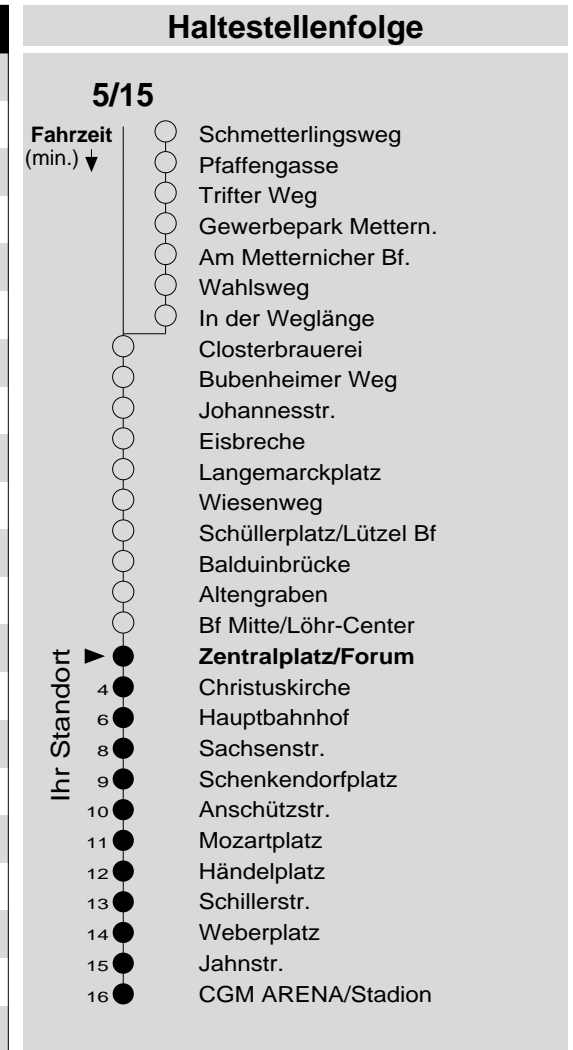 Haltestellenfolge
5/15
Fahrzeit
(min.)
Schmetterlingsweg
Pfaffengasse
Trifter Weg
Gewerbepark Mettern.
Am Metternicher Bf.
Wahlsweg
In der Weglänge
Closterbrauerei
Bubenheimer Weg
Johannesstr.
Eisbreche
Langemarckplatz
Wiesenweg
Schüllerplatz/Lützel Bf
Balduinbrücke
Altengraben
Bf Mitte/Löhr-Center
Ihr Standort
Zentralplatz/Forum
4 Christuskirche
6 Hauptbahnhof
8 Sachsenstr.
9 Schenkendorfplatz
10 Anschützstr.
11 Mozartplatz
12 Händelplatz
13 Schillerstr.
14 Weberplatz
15 Jahnstr.
16 CGM ARENA/Stadion